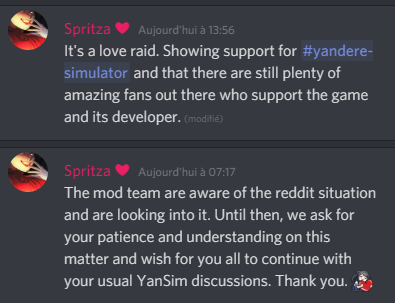 Spritza ♥ Aujourd'hui à 13:56
It's a love raid. Showing support for #yandere-
simulator and that there are still plenty of
amazing fans out there who support the game
and its developer. (modifié)
Spritza ♥ Aujourd'hui à 07:17
The mod team are aware of the reddit situation
and are looking into it. Until then, we ask for
your patience and understanding on this
matter and wish for you all to continue with
your usual YanSim discussions. Thank you.